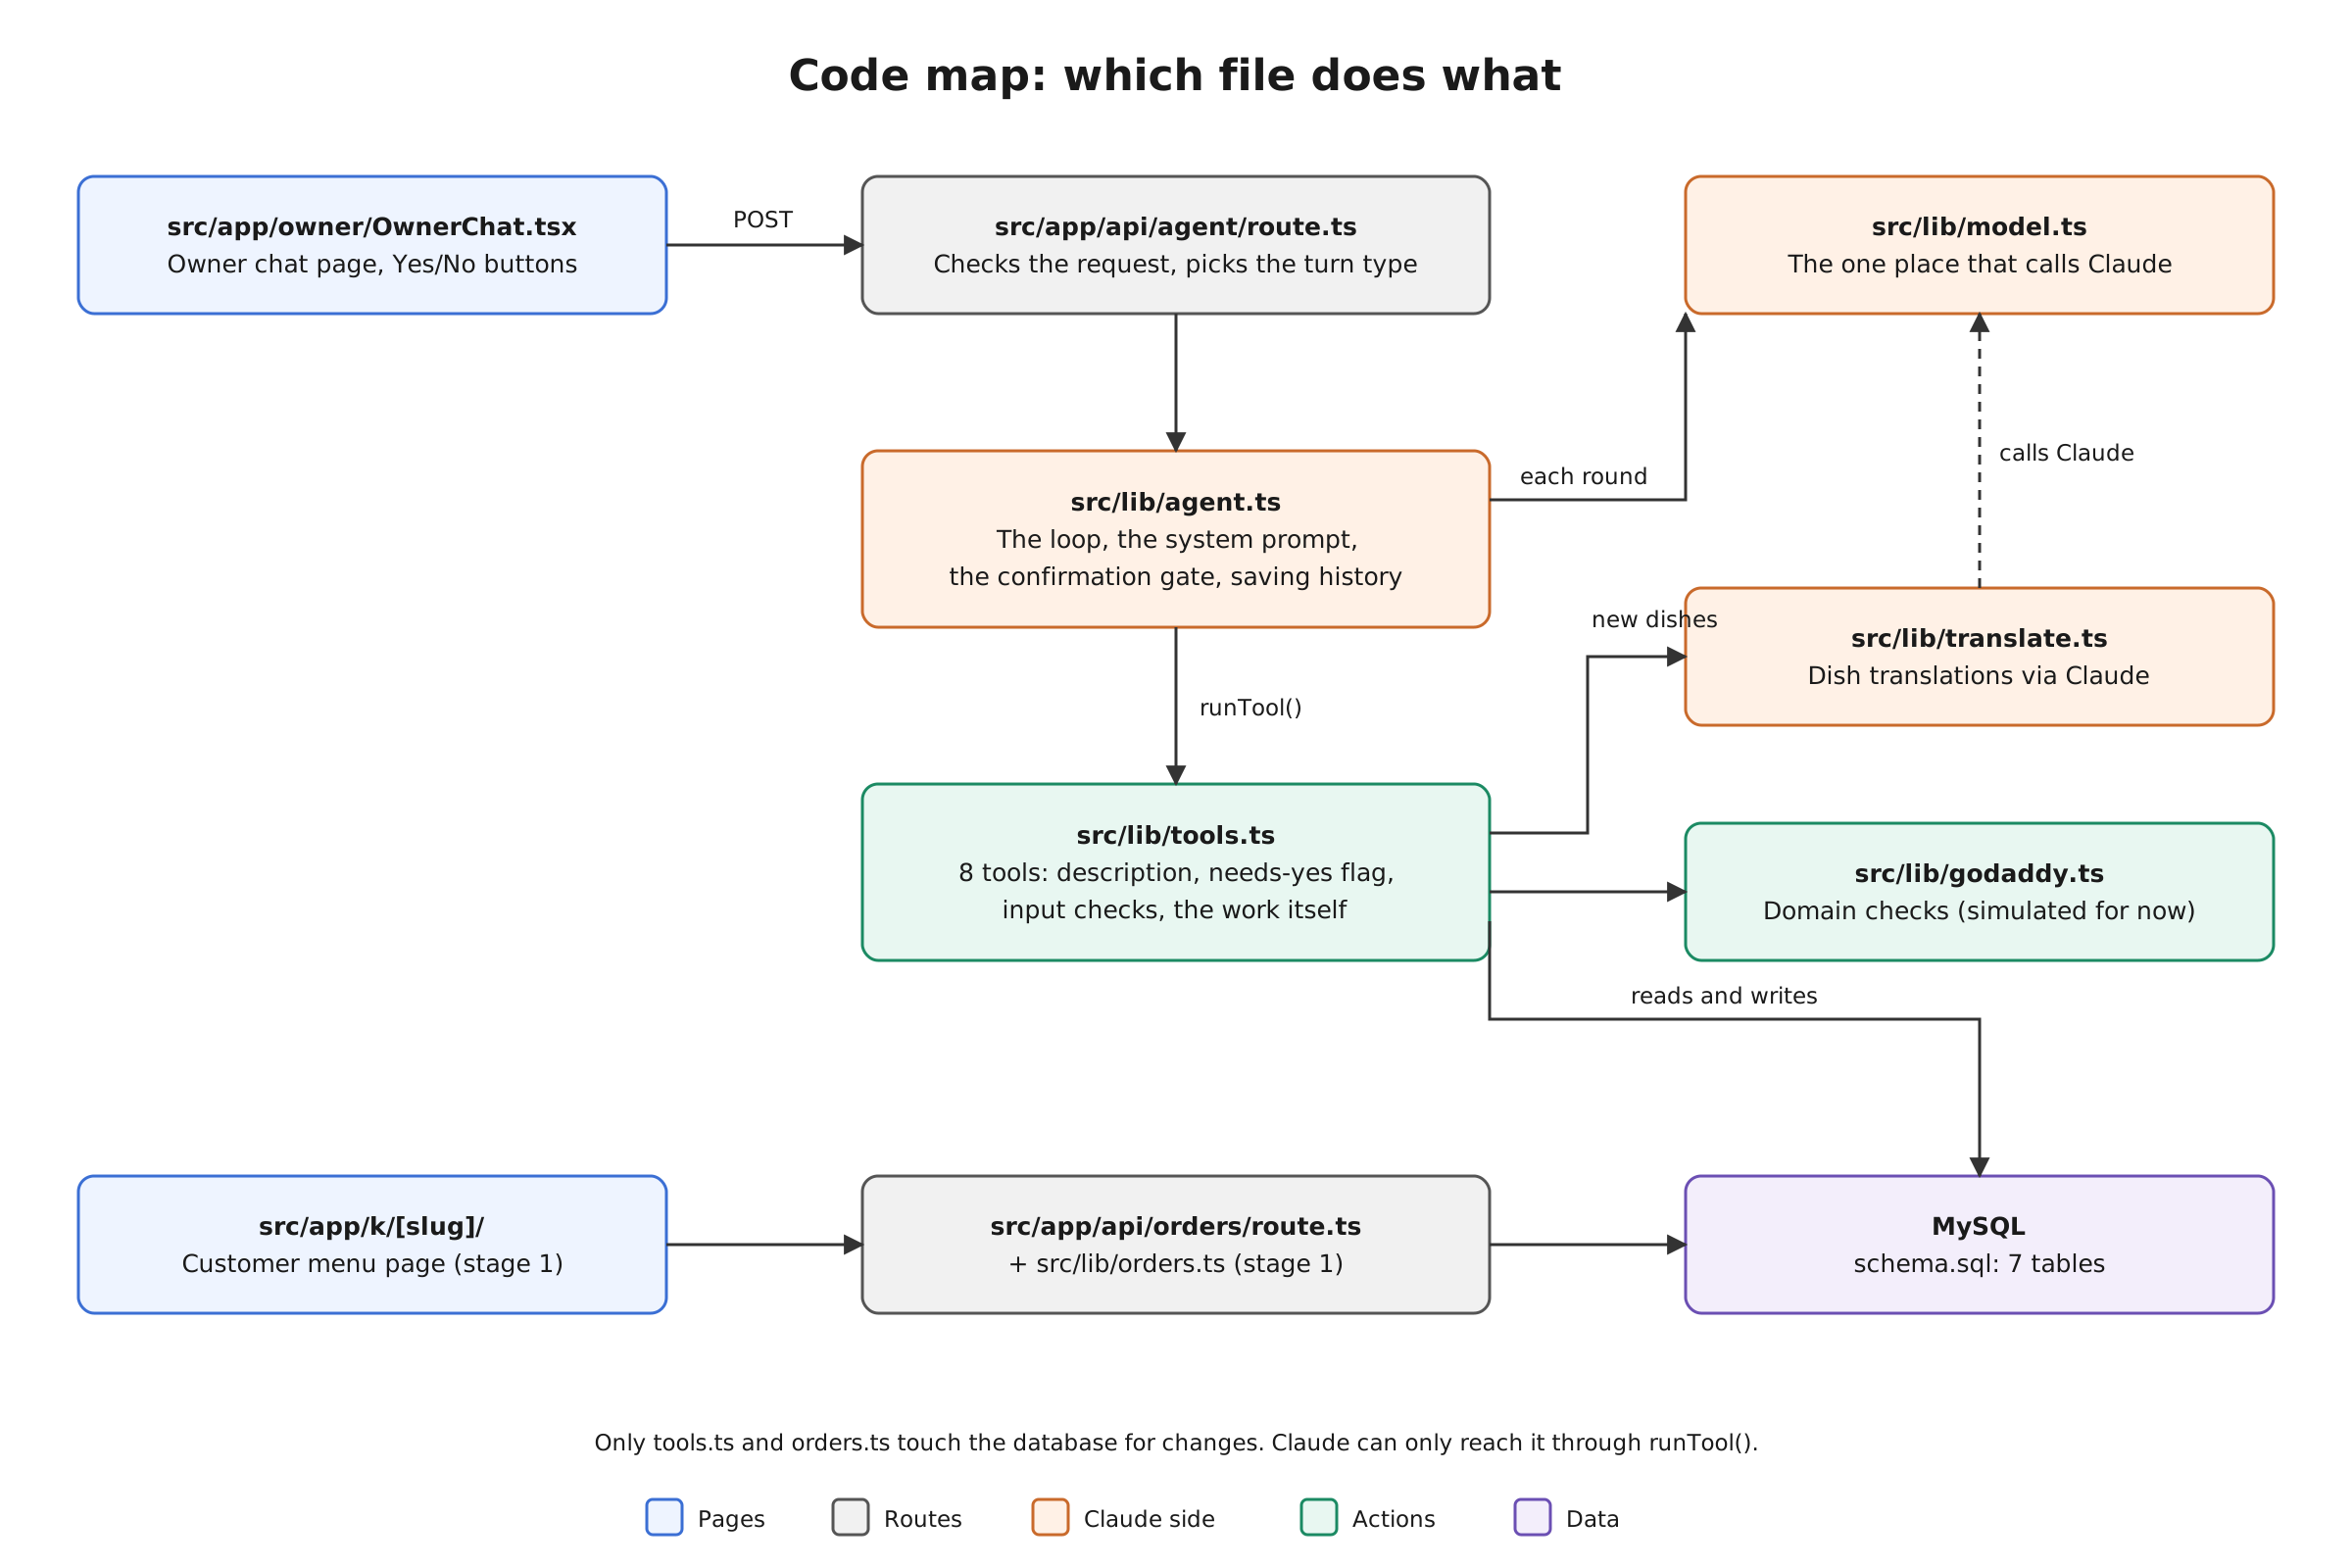 Code map: which file does what
src/app/owner/OwnerChat.tsx
Owner chat page, Yes/No buttons
POST
src/app/api/agent/route.ts
Checks the request, picks the turn type
src/lib/model.ts
The one place that calls Claude
src/lib/agent.ts
The loop, the system prompt,
the confirmation gate, saving history
each round
calls Claude
new dishes
src/lib/translate.ts
Dish translations via Claude
runTool()
src/lib/tools.ts
8 tools: description, needs-yes flag,
input checks, the work itself
src/lib/godaddy.ts
Domain checks (simulated for now)
reads and writes
src/app/k/[slug]/
Customer menu page (stage 1)
src/app/api/orders/route.ts
+ src/lib/orders.ts (stage 1)
MySQL
schema.sql: 7 tables
Only tools.ts and orders.ts touch the database for changes. Claude can only reach it through runTool().
Pages
Routes
Claude side
Actions
Data